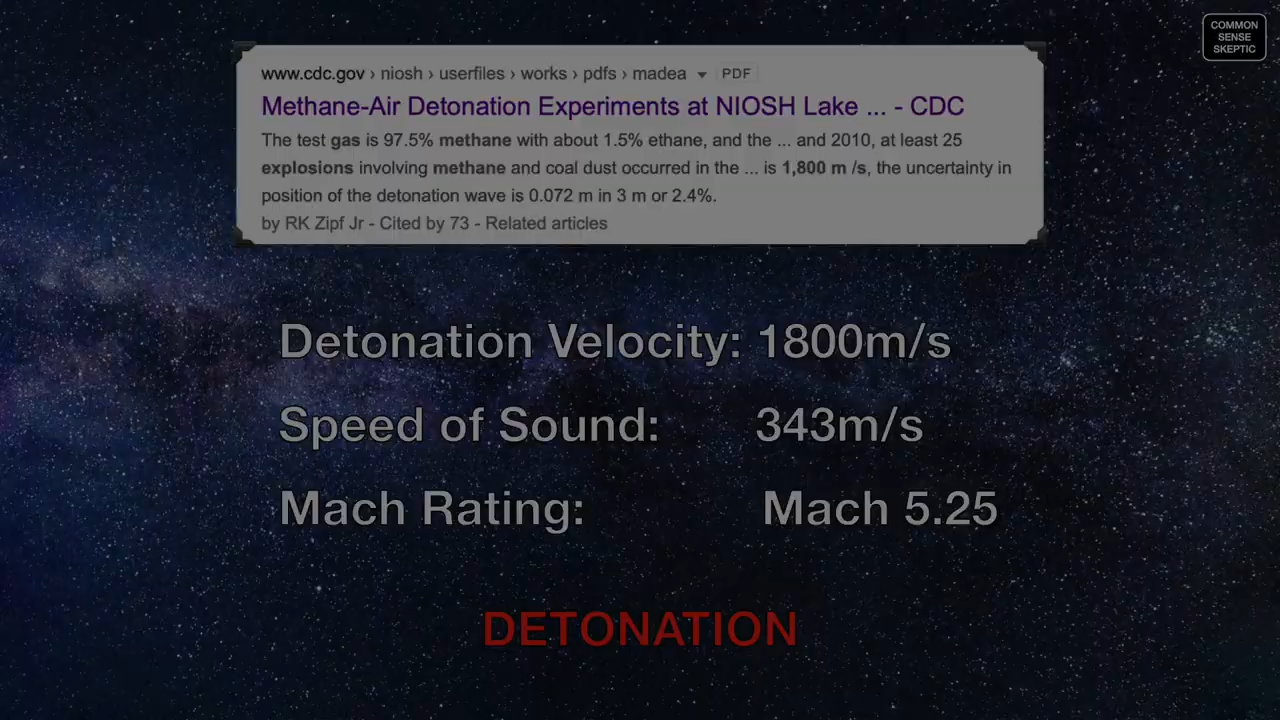 COMMON
SENSE
SKEPTIC
www.cdc.gov › niosh › userfiles › works › pdfs › madea ▼ PDF
Methane-Air Detonation Experiments at NIOSH Lake ... - CDC
The test gas is 97.5% methane with about 1.5% ethane, and the ... and 2010, at least 25
explosions involving methane and coal dust occurred in the ... is 1,800 m /s, the uncertainty in
position of the detonation wave is 0.072 m in 3 m or 2.4%.
by RK Zipf Jr - Cited by 73 - Related articles
Detonation Velocity: 1800m/s
Speed of Sound: 343m/s
Mach Rating: Mach 5.25
DETONATION